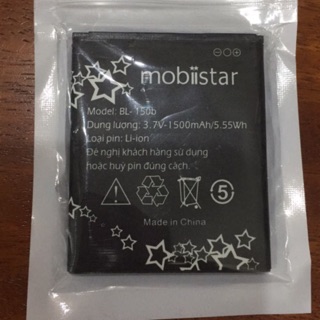 mobiistar
Model: BL-150b
Dung lượng: 3.7V-1500mAh/5.55Wh
Loại pin: Li-ion
Đề nghị khách hàng sử dụng
hoặc huỷ pin đúng cách.
5
Made in China